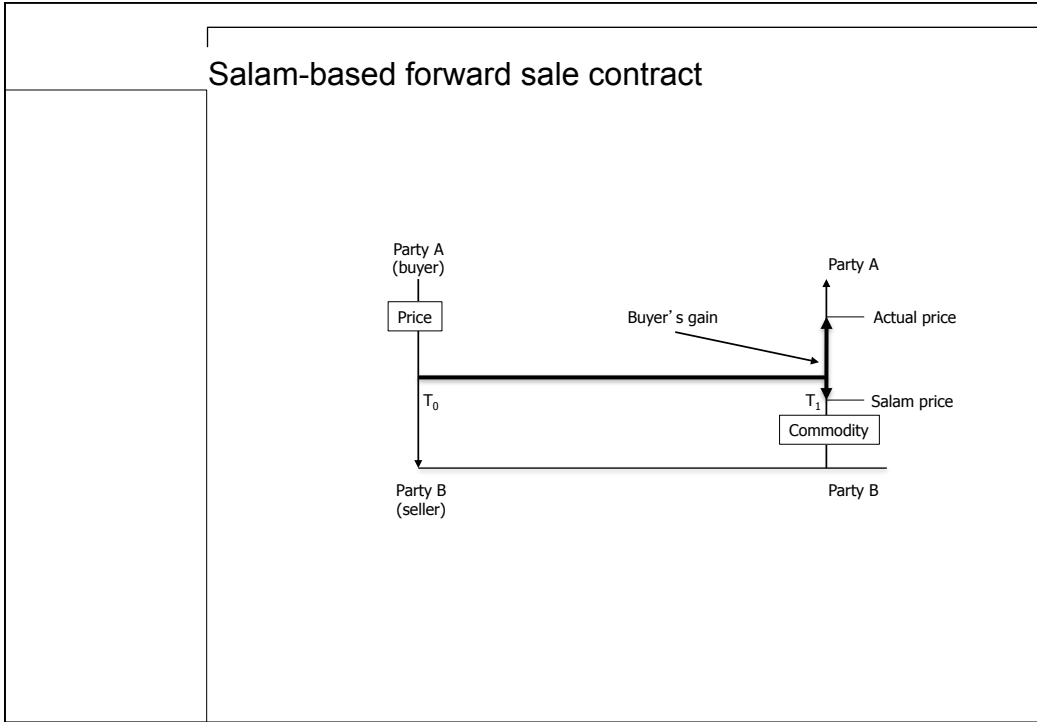 Salam-based forward sale contract
Party A
(buyer)
Party A
Price
Buyer’s gain
Actual price
T₀
T₁
Salam price
Commodity
Party B
(seller)
Party B